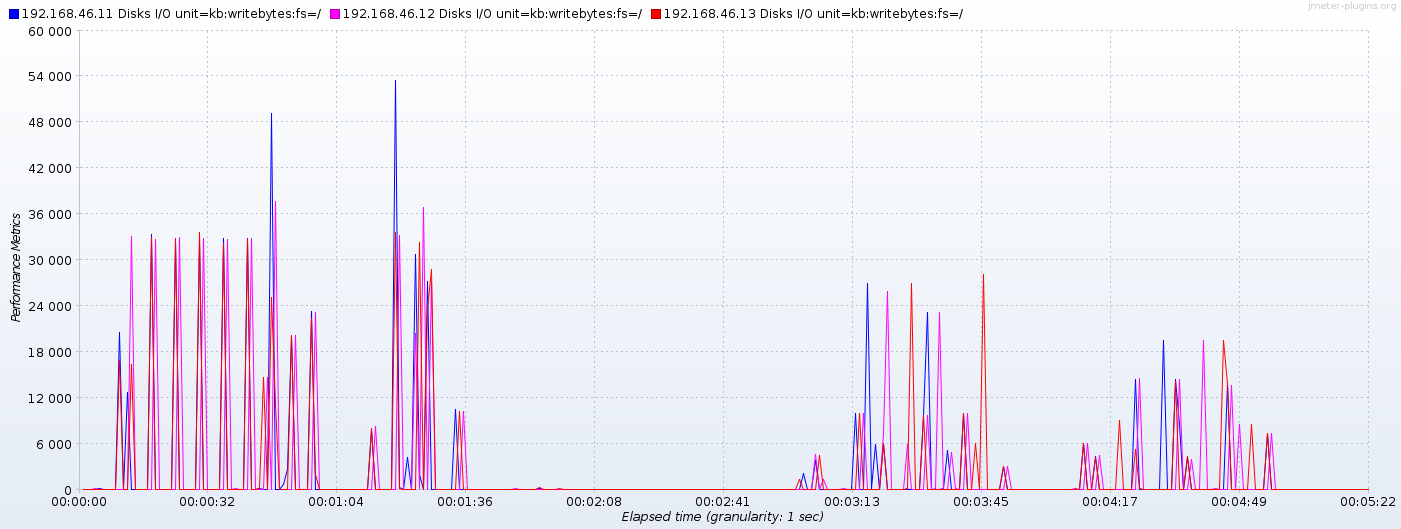 jmeter-plugins.org
192.168.46.11 Disks I/O unit=kb:writebytes:fs=/ 192.168.46.12 Disks I/O unit=kb:writebytes:fs=/ 192.168.46.13 Disks I/O unit=kb:writebytes:fs=/
60 000
54 000
48 000
42 000
36 000
30 000
24 000
18 000
12 000
6 000
0
Performance Metrics
00:00:00 00:00:32 00:01:04 00:01:36 00:02:08 00:02:41 00:03:13 00:03:45 00:04:17 00:04:49 00:05:22
Elapsed time (granularity: 1 sec)